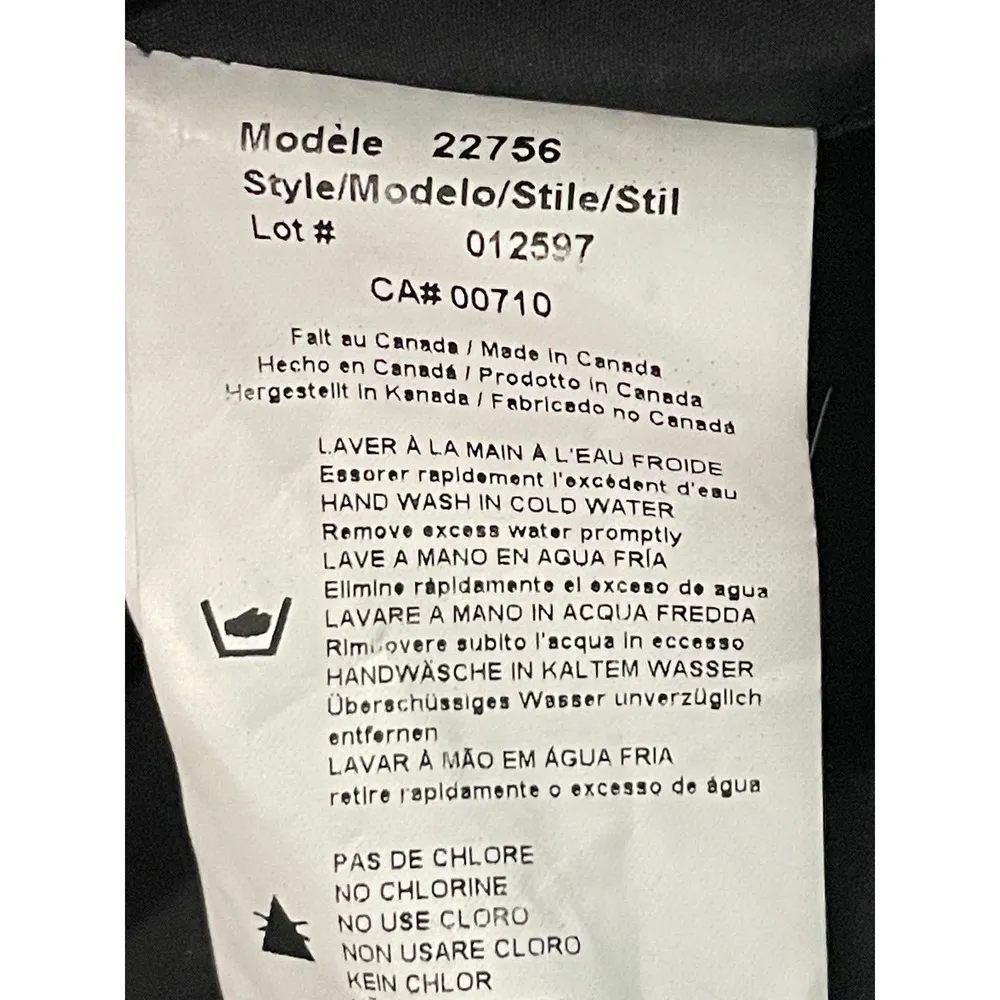 Modèle 22756
Style/Modelo/Stile/Stil
Lot # 012597
CA# 00710
Fait au Canada / Made in Canada
Hecho en Canadá / Prodotto in Canada
Hergestellt in Kanada / Fabricado no Canadá
LAVER À LA MAIN À L'EAU FROIDE
Essorer rapidement l'excédent d'eau
HAND WASH IN COLD WATER
Remove excess water promptly
LAVE A MANO EN AGUA FRÍA
Elimine rápidamente el exceso de agua
LAVARE A MANO IN ACQUA FREDDA
Rimuovere subito l'acqua in eccesso
HANDWÄSCHE IN KALTEM WASSER
Überschüssiges Wasser unverzüglich
entfernen
LAVAR À MÃO EM ÁGUA FRIA
retire rapidamente o excesso de água
PAS DE CHLORE
NO CHLORINE
NO USE CLORO
NON USARE CLORO
KEIN CHLOR